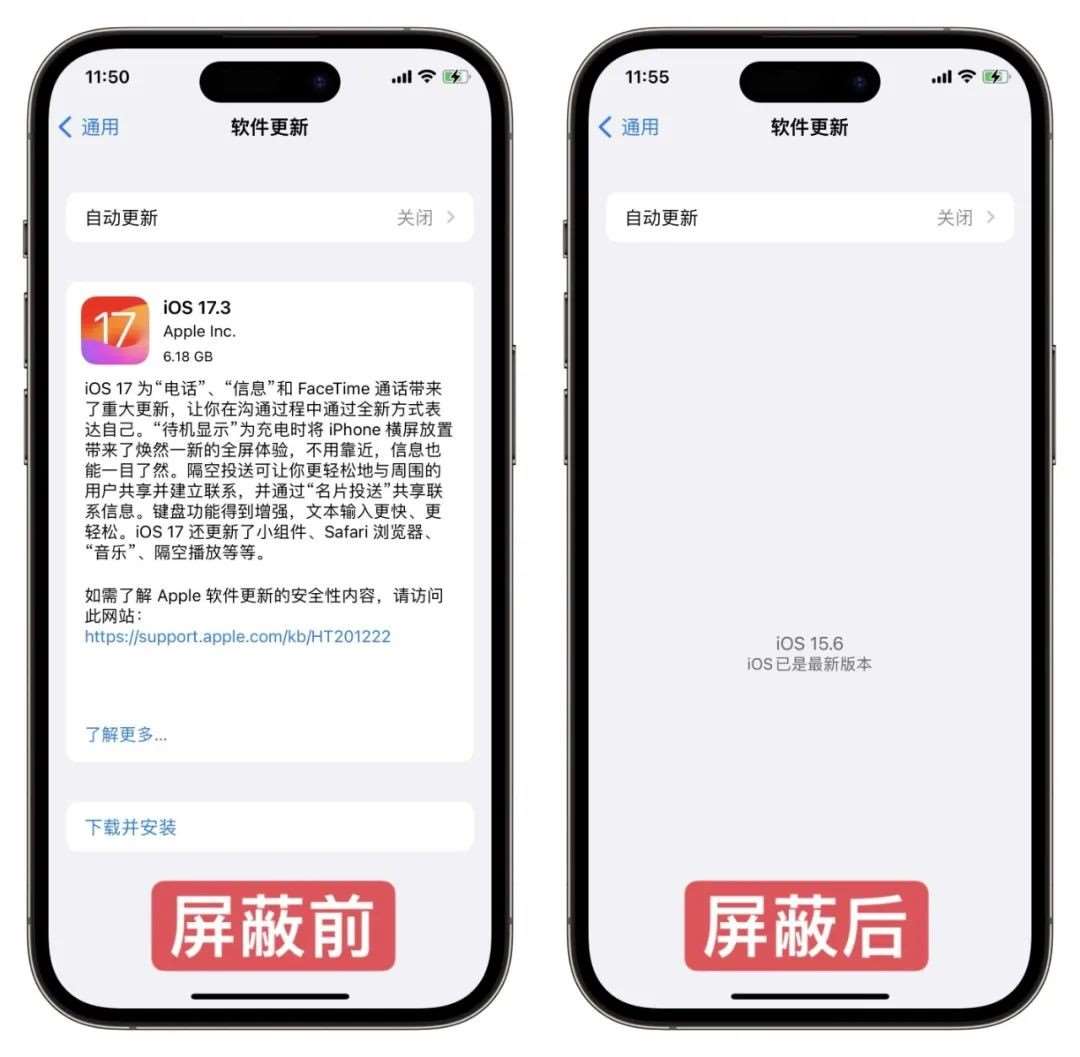 11:50
通用
软件更新
自动更新
关闭
17
iOS 17.3
Apple Inc.
6.18 GB
iOS 17 为“电话”、“信息”和 FaceTime 通话带来
了重大更新，让你在沟通过程中通过全新方式表
达自己。“待机显示”为充电时将 iPhone 横屏放置
带来了焕然一新的全屏体验，不用靠近，信息也
能一目了然。隔空投送可让你更轻松地与周围的
用户共享并建立联系，并通过“名片投送”共享联
系信息。键盘功能得到增强，文本输入更快、更
轻松。iOS 17 还更新了小组件、Safari 浏览器、
“音乐”、隔空播放等等。
如需了解 Apple 软件更新的安全性内容，请访问
此网站：
https://support.apple.com/kb/HT201222
了解更多...
下载并安装
屏蔽前
11:55
通用
软件更新
自动更新
关闭
iOS 15.6
iOS已是最新版本
屏蔽后